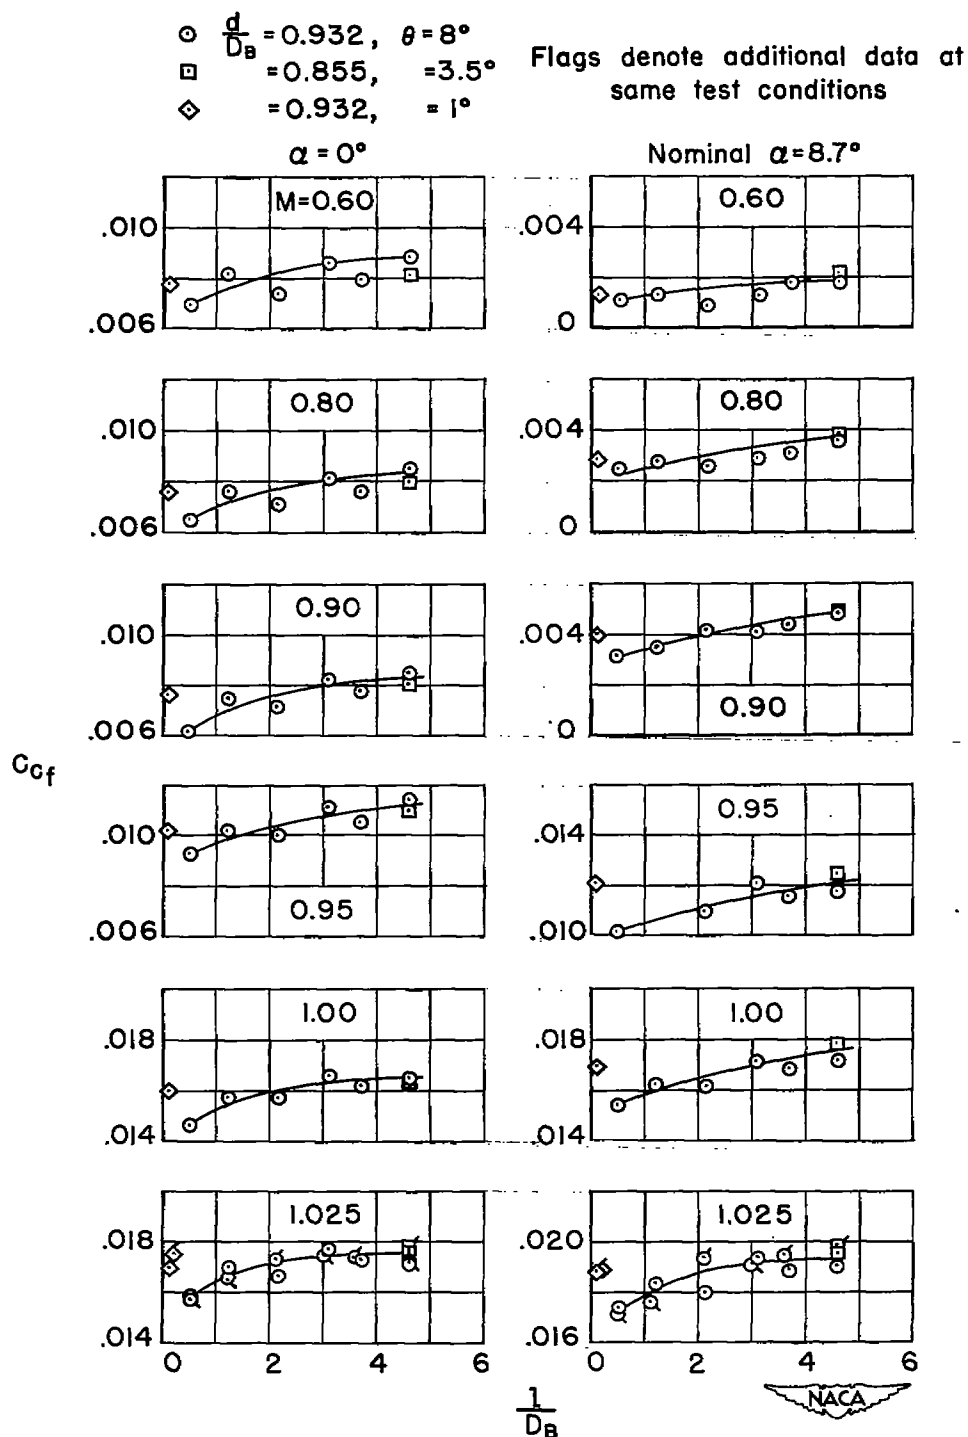 ⊙ d/D_B = 0.932, θ = 8°
⊡ = 0.855, = 3.5°
◇ = 0.932, = 1°
Flags denote additional data at
same test conditions
α = 0°
Nominal α = 8.7°
M=0.60
.010
.006
0.60
.004
0
0.80
.010
.006
0.80
.004
0
0.90
.010
.006
0.90
.004
0
C_{c_f}
0.95
.010
.006
0.95
.014
.010
1.00
.018
.014
1.00
.018
.014
1.025
.018
.014
1.025
.020
.016
0 2 4 6
0 2 4 6
l/D_B
NACA